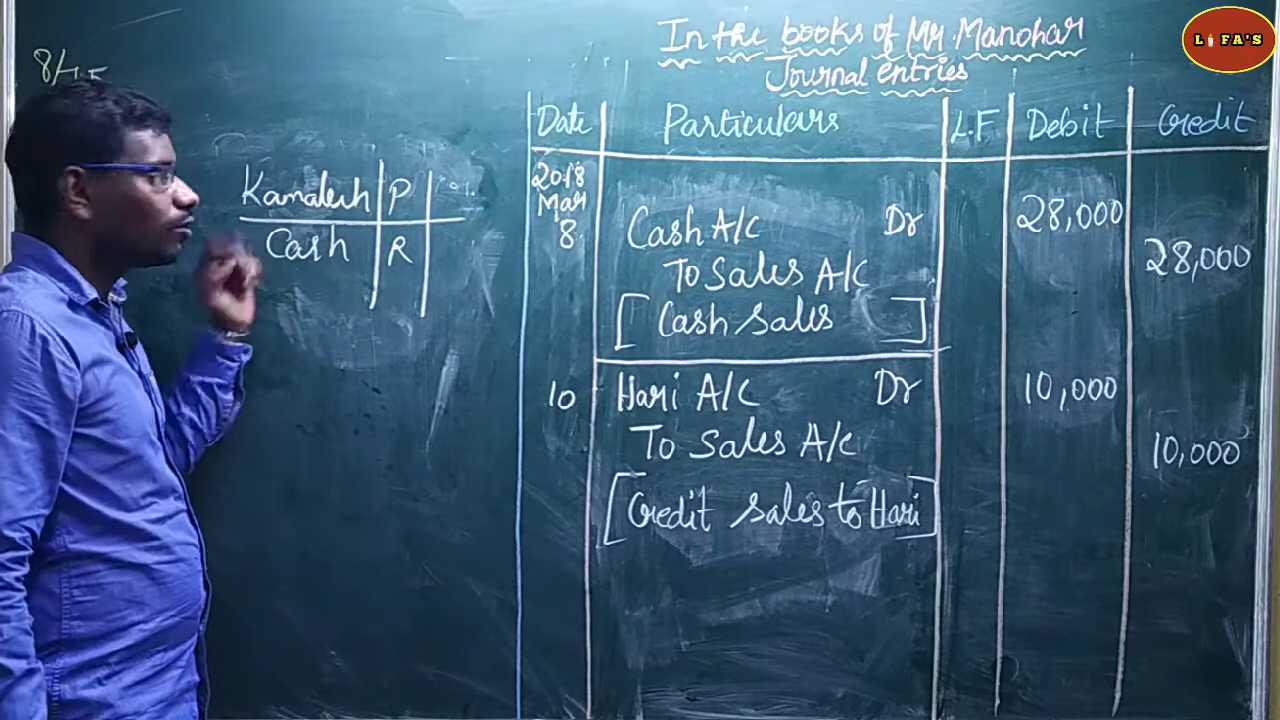 In the books of Mr. Manohar
Journal entries
LIFA'S
Kamalesh P
Cash R
Date Particulars L.F Debit Credit
2018
Mar
8 Cash A/C Dr 28,000
To Sales A/C 28,000
[Cash sales]
10 Hari A/C Dr 10,000
To Sales A/C 10,000
[Credit sales to Hari]